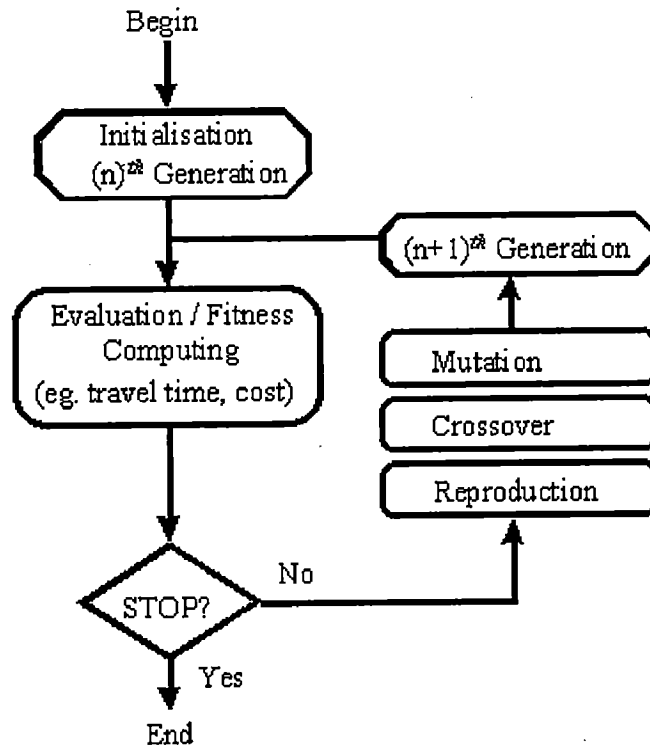 Begin
Initialisation
(n)th Generation
(n+1)th Generation
Evaluation / Fitness
Computing
(eg. travel time, cost)
Mutation
Crossover
Reproduction
No
STOP?
Yes
End